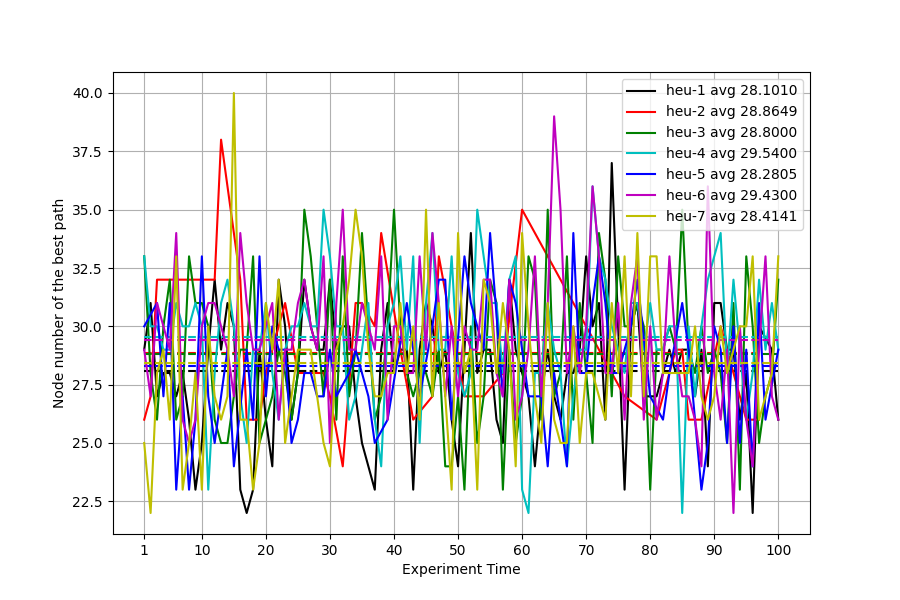 40.0
37.5
35.0
32.5
30.0
27.5
25.0
22.5
Node number of the best path
heu-1 avg 28.1010
heu-2 avg 28.8649
heu-3 avg 28.8000
heu-4 avg 29.5400
heu-5 avg 28.2805
heu-6 avg 29.4300
heu-7 avg 28.4141
1 10 20 30 40 50 60 70 80 90 100
Experiment Time